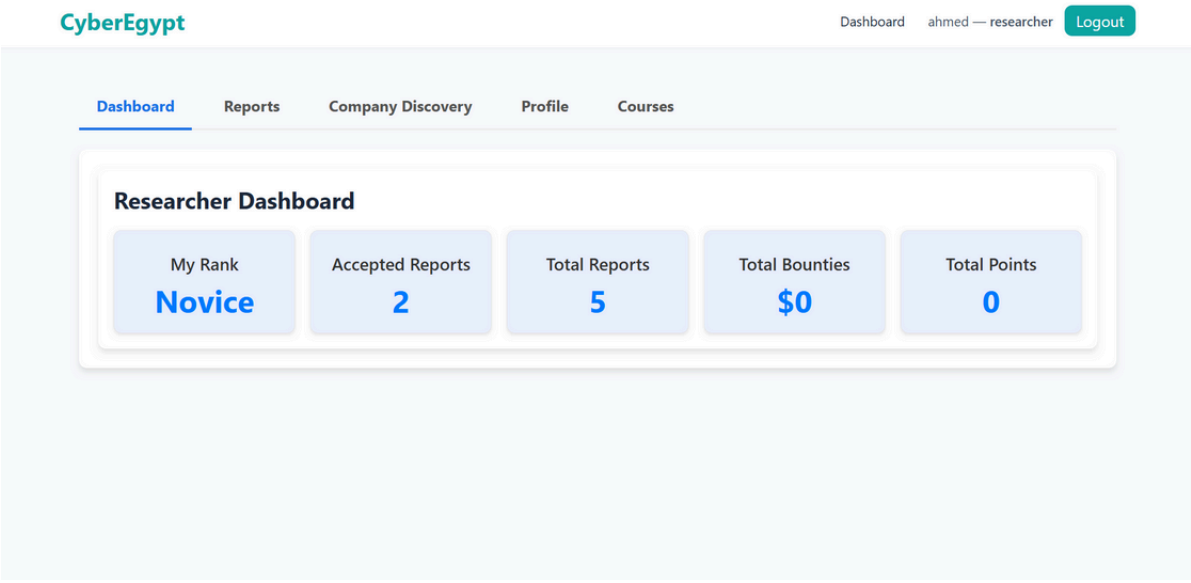 CyberEgypt
Dashboard ahmed — researcher Logout
Dashboard Reports Company Discovery Profile Courses
Researcher Dashboard
My Rank
Novice
Accepted Reports
2
Total Reports
5
Total Bounties
$0
Total Points
0